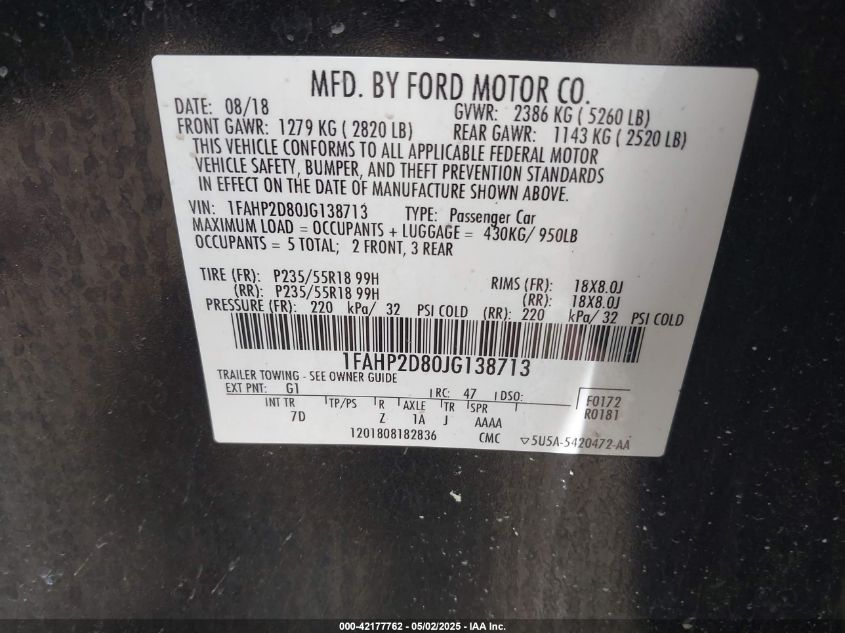 MFD. BY FORD MOTOR CO.
DATE: 08/18 GVWR: 2386 KG ( 5260 LB)
FRONT GAWR: 1279 KG ( 2820 LB) REAR GAWR: 1143 KG ( 2520 LB)
THIS VEHICLE CONFORMS TO ALL APPLICABLE FEDERAL MOTOR
VEHICLE SAFETY, BUMPER, AND THEFT PREVENTION STANDARDS
IN EFFECT ON THE DATE OF MANUFACTURE SHOWN ABOVE.
VIN: 1FAHP2D80JG138713 TYPE: Passenger Car
MAXIMUM LOAD = OCCUPANTS + LUGGAGE = 430KG/ 950LB
OCCUPANTS = 5 TOTAL; 2 FRONT, 3 REAR
TIRE (FR): P235/55R18 99H RIMS (FR): 18X8.0J
(RR): P235/55R18 99H (RR): 18X8.0J
PRESSURE (FR): 220 kPa/ 32 PSI COLD (RR): 220 kPa/ 32 PSI COLD
1FAHP2D80JG138713
TRAILER TOWING - SEE OWNER GUIDE
EXT PNT: G1 RC: 47 DSO: F0172
INT TR TP/PS R AXLE TR SPR R0181
7D Z 1A J AAAA
1201808182836 CMC ▽5U5A-5420472-AA
000-42177762 - 05/02/2025 - IAA Inc.